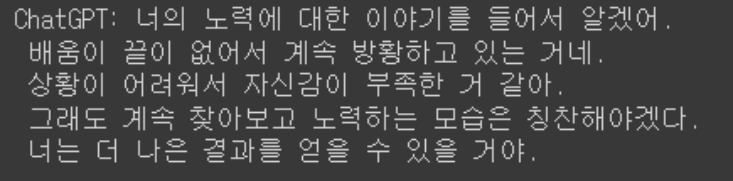 ChatGPT: 너의 노력에 대한 이야기를 들어서 알겠어.
배움이 끝이 없어서 계속 방황하고 있는 거네.
상황이 어려워서 자신감이 부족한 거 같아.
그래도 계속 찾아보고 노력하는 모습은 칭찬해야겠다.
너는 더 나은 결과를 얻을 수 있을 거야.